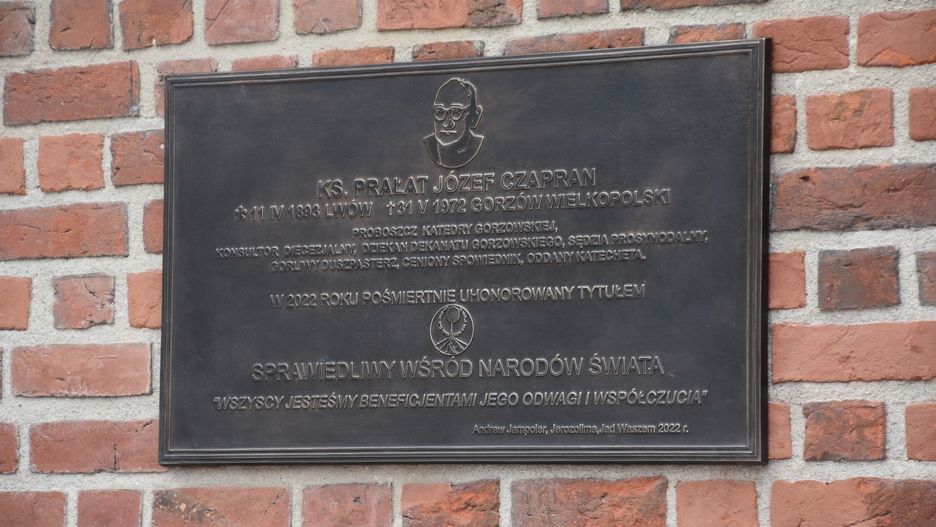 KS. PRAŁAT JÓZEF CZAPRAN
✻ 11 IV 1893 LWÓW †31 V 1972 GORZÓW WIELKOPOLSKI
PROBOSZCZ KATEDRY GORZOWSKIEJ,
KONSULTOR DIECEZJALNY, DZIEKAN DEKANATU GORZOWSKIEGO, SĘDZIA PROSYNODALNY,
GORLIWY DUSZPASTERZ, CENIONY SPOWIEDNIK, ODDANY KATECHETA.
W 2022 ROKU POŚMIERTNIE UHONOROWANY TYTUŁEM
SPRAWIEDLIWY WŚRÓD NARODÓW ŚWIATA
"WSZYSCY JESTEŚMY BENEFICJENTAMI JEGO ODWAGI I WSPÓŁCZUCIA"
Andrew Jampoler, Jerozolima,Jad Waszem 2022 r.